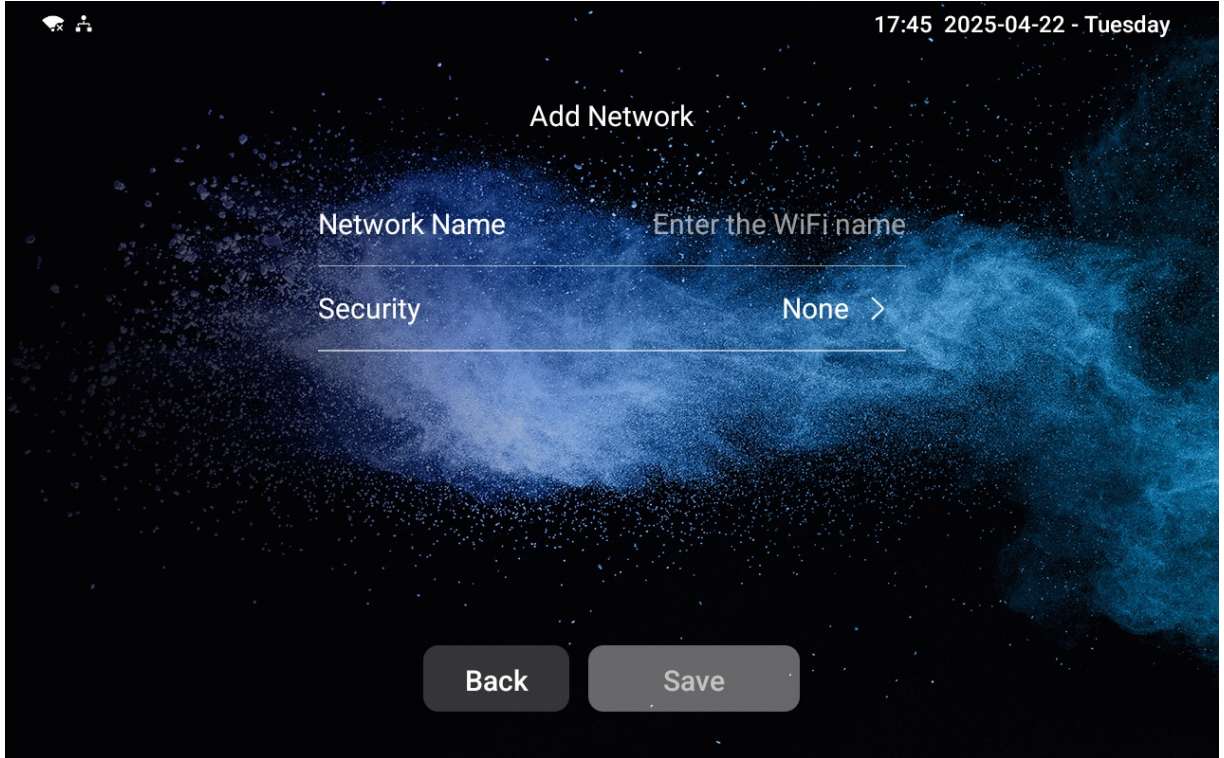 17:45 2025-04-22 - Tuesday
Add Network
Network Name Enter the WiFi name
Security None
Back Save